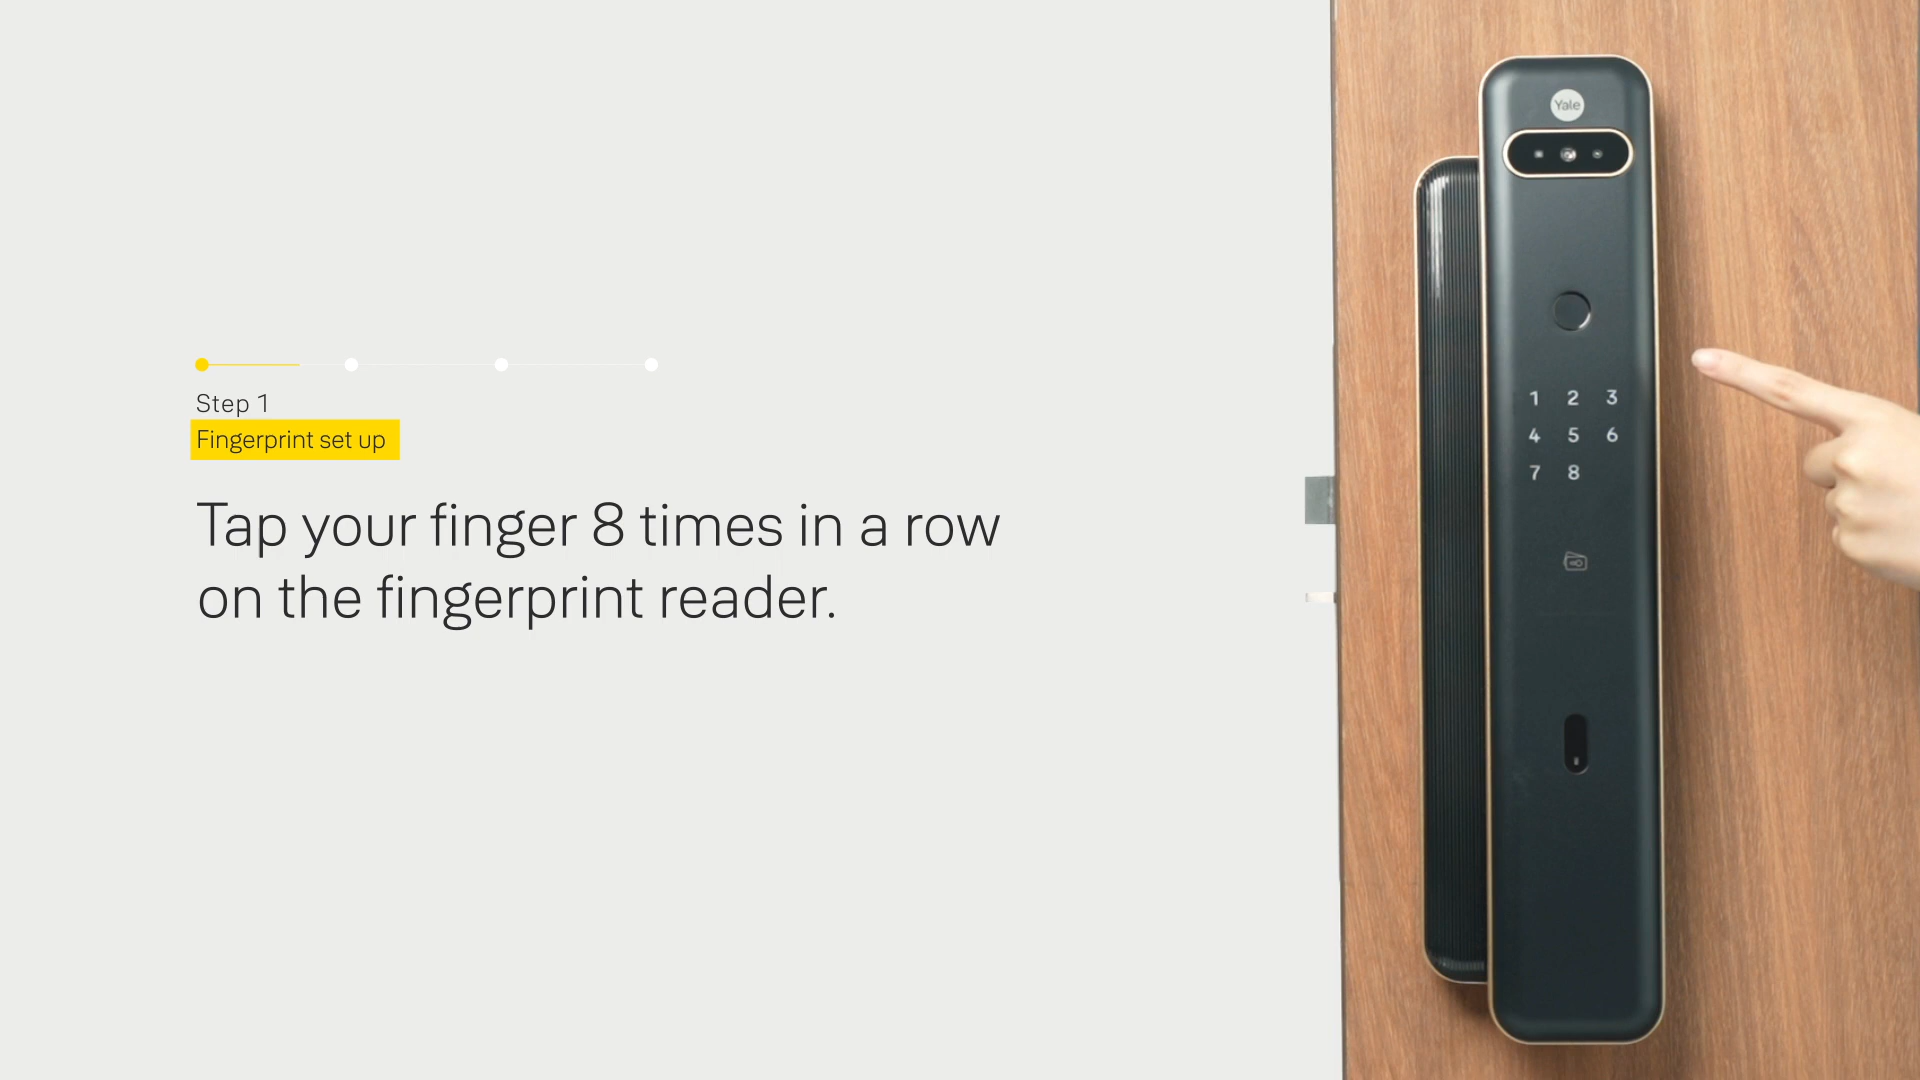 Step 1
Fingerprint set up
Tap your finger 8 times in a row
on the fingerprint reader.
Yale
1 2 3
4 5 6
7 8